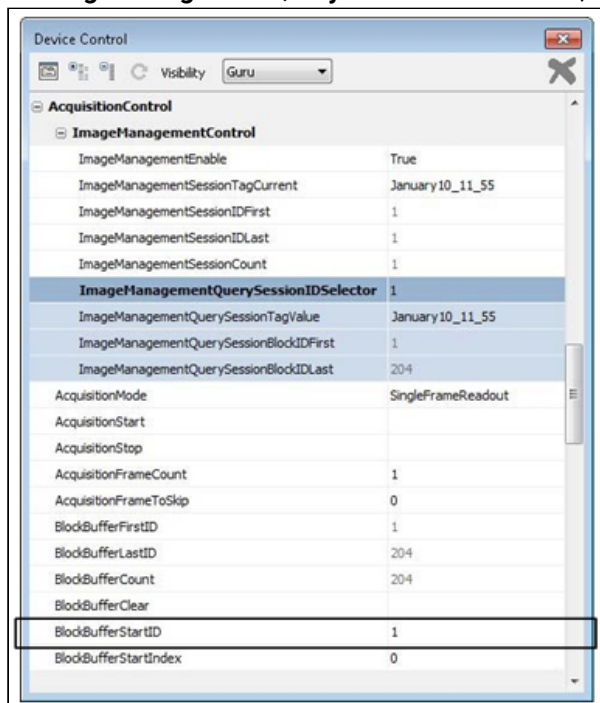 Device Control
Visibility Guru
AcquisitionControl
ImageManagementControl
ImageManagementEnable True
ImageManagementSessionTagCurrent January10_11_55
ImageManagementSessionIDFirst 1
ImageManagementSessionIDLast 1
ImageManagementSessionCount 1
ImageManagementQuerySessionIDSelector 1
ImageManagementQuerySessionTagValue January10_11_55
ImageManagementQuerySessionBlockIDFirst 1
ImageManagementQuerySessionBlockIDLast 204
AcquisitionMode SingleFrameReadout
AcquisitionStart
AcquisitionStop
AcquisitionFrameCount 1
AcquisitionFrameToSkip 0
BlockBufferFirstID 1
BlockBufferLastID 204
BlockBufferCount 204
BlockBufferClear
BlockBufferStartID 1
BlockBufferStartIndex 0